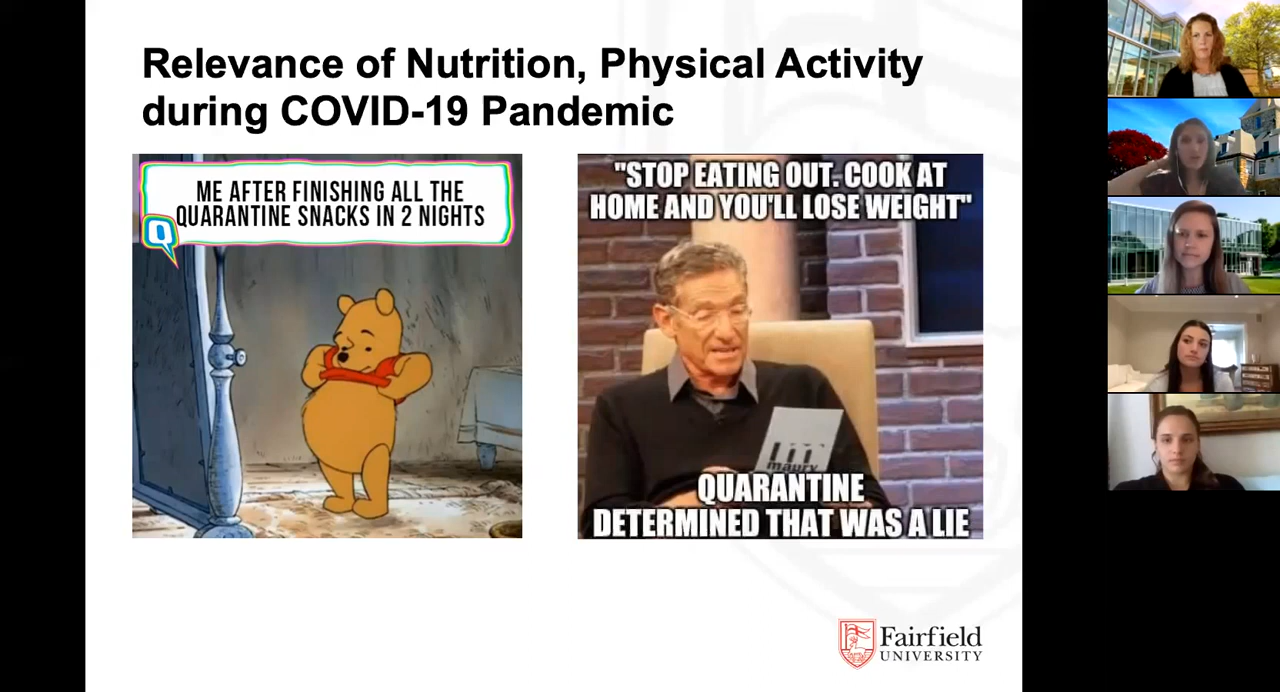 Relevance of Nutrition, Physical Activity
during COVID-19 Pandemic
ME AFTER FINISHING ALL THE
QUARANTINE SNACKS IN 2 NIGHTS
Q
"STOP EATING OUT. COOK AT
HOME AND YOU'LL LOSE WEIGHT"
maury
QUARANTINE
DETERMINED THAT WAS A LIE
Fairfield
UNIVERSITY